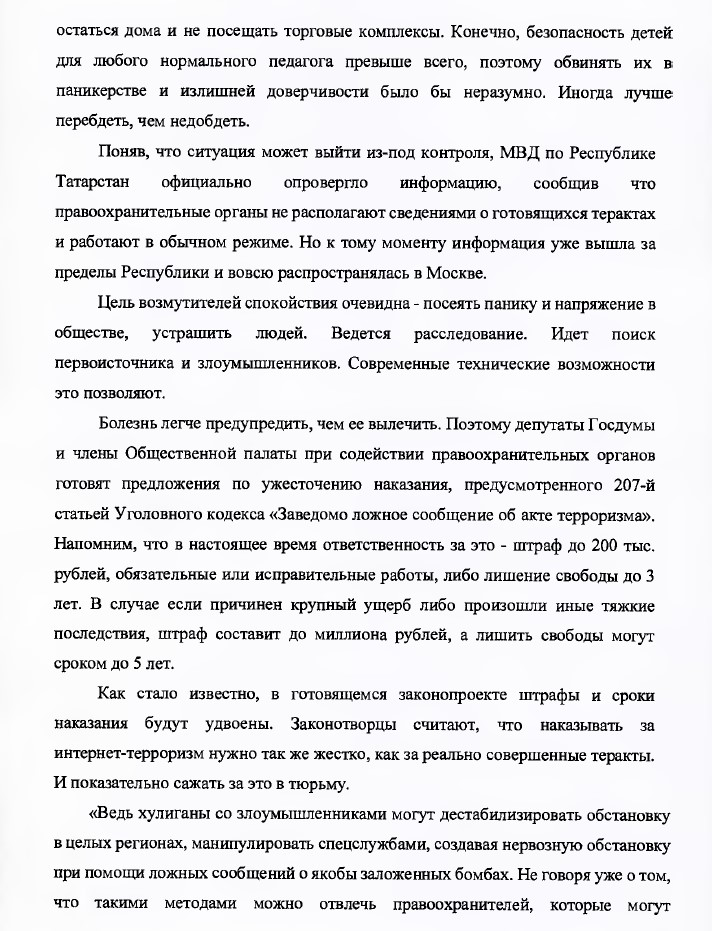 остаться дома и не посещать торговые комплексы. Конечно, безопасность детей
для любого нормального педагога превыше всего, поэтому обвинять их в
паникерстве и излишней доверчивости было бы неразумно. Иногда лучше
перебдеть, чем недобдеть.
Поняв, что ситуация может выйти из-под контроля, МВД по Республике
Татарстан официально опровергло информацию, сообщив что
правоохранительные органы не располагают сведениями о готовящихся терактах
и работают в обычном режиме. Но к тому моменту информация уже вышла за
пределы Республики и вовсю распространялась в Москве.
Цель возмутителей спокойствия очевидна - посеять панику и напряжение в
обществе, устрашить людей. Ведется расследование. Идет поиск
первоисточника и злоумышленников. Современные технические возможности
это позволяют.
Болезнь легче предупредить, чем ее вылечить. Поэтому депутаты Госдумы
и члены Общественной палаты при содействии правоохранительных органов
готовят предложения по ужесточению наказания, предусмотренного 207-й
статьей Уголовного кодекса «Заведомо ложное сообщение об акте терроризма».
Напомним, что в настоящее время ответственность за это - штраф до 200 тыс.
рублей, обязательные или исправительные работы, либо лишение свободы до 3
лет. В случае если причинен крупный ущерб либо произошли иные тяжкие
последствия, штраф составит до миллиона рублей, а лишить свободы могут
сроком до 5 лет.
Как стало известно, в готовящемся законопроекте штрафы и сроки
наказания будут удвоены. Законотворцы считают, что наказывать за
интернет-терроризм нужно так же жестко, как за реально совершенные теракты.
И показательно сажать за это в тюрьму.
«Ведь хулиганы со злоумышленниками могут дестабилизировать обстановку
в целых регионах, манипулировать спецслужбами, создавая нервозную обстановку
при помощи ложных сообщений о якобы заложенных бомбах. Не говоря уже о том,
что такими методами можно отвлечь правоохранителей, которые могут